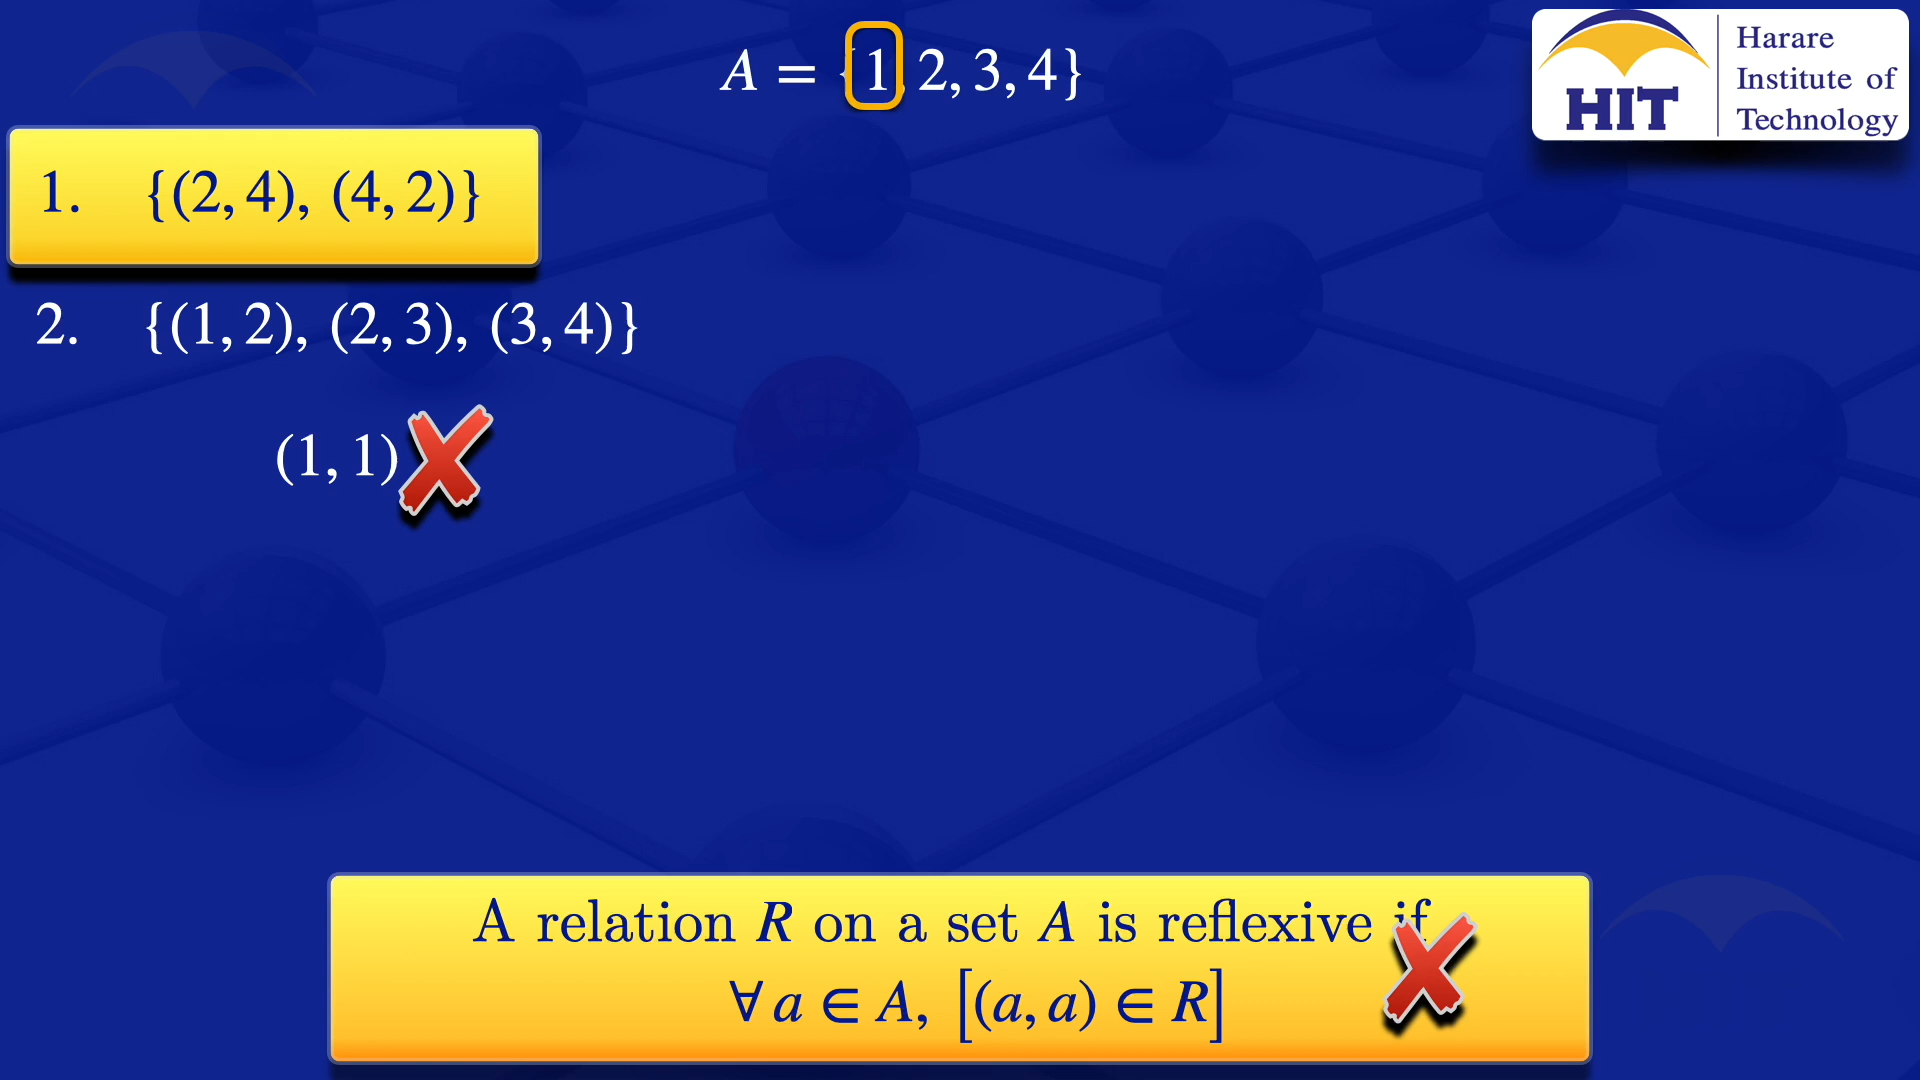 A = {1, 2, 3, 4}
HIT
Harare
Institute of
Technology
1. {(2, 4), (4, 2)}
2. {(1, 2), (2, 3), (3, 4)}
(1, 1)
A relation R on a set A is reflexive if
∀ a ∈ A, [(a, a) ∈ R]